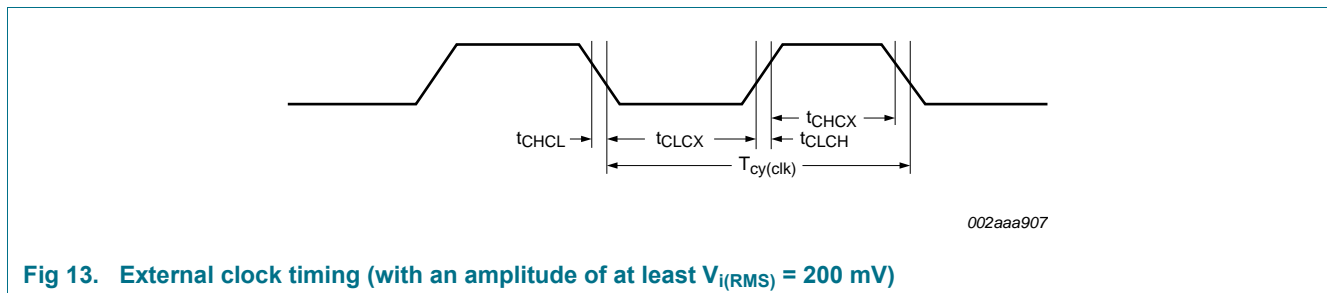 tCHCX
tCHCL tCLCX tCLCH
Tcy(clk)
002aaa907
Fig 13. External clock timing (with an amplitude of at least Vi(RMS) = 200 mV)